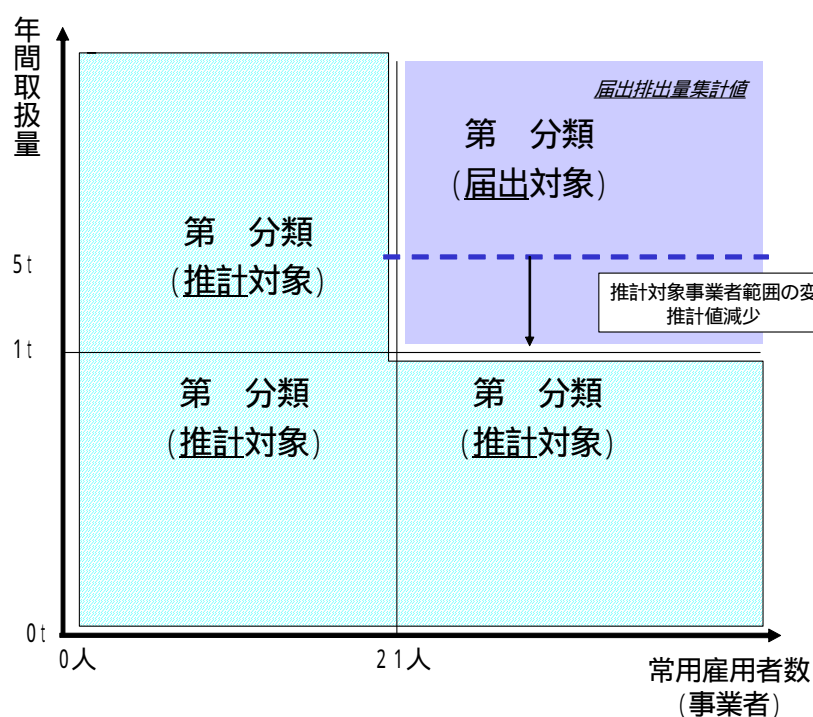 年間取扱量
届出排出量集計値
第　分類
(届出対象)
第　分類
(推計対象)
5t
推計対象事業者範囲の変
推計値減少
1t
第　分類
(推計対象)
第　分類
(推計対象)
0t
0人
21人
常用雇用者数
(事業者)